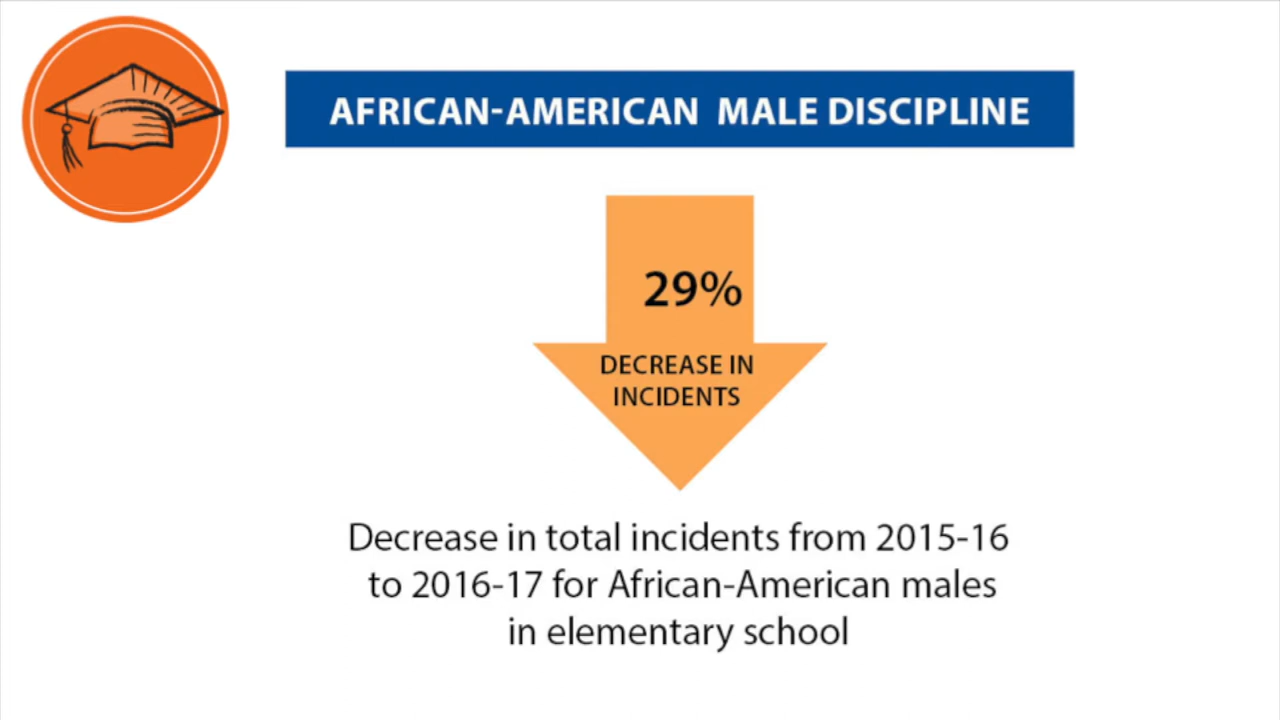 AFRICAN-AMERICAN MALE DISCIPLINE
29%
DECREASE IN
INCIDENTS
Decrease in total incidents from 2015-16
to 2016-17 for African-American males
in elementary school